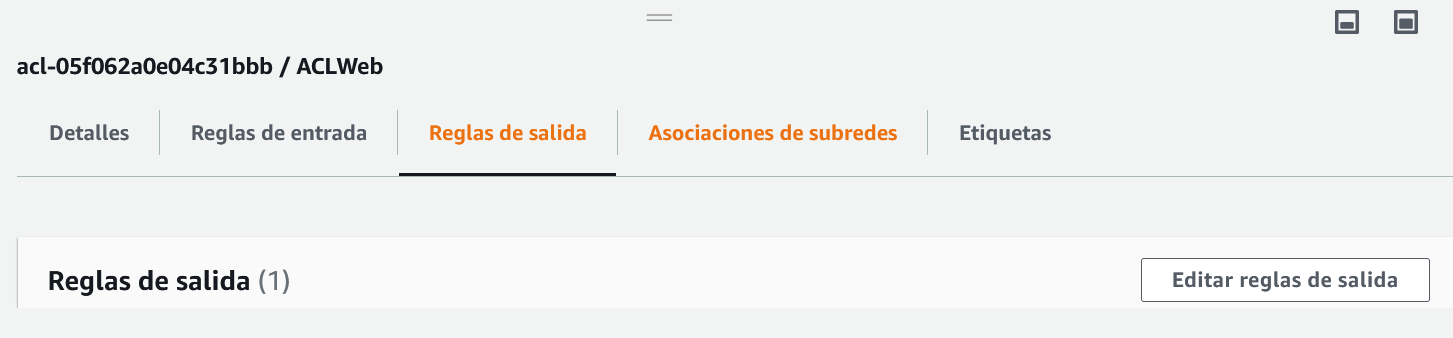 acl-05f062a0e04c31bbb / ACLWeb
Detalles
Reglas de entrada
Reglas de salida
Asociaciones de subredes
Etiquetas
Reglas de salida (1)
Editar reglas de salida